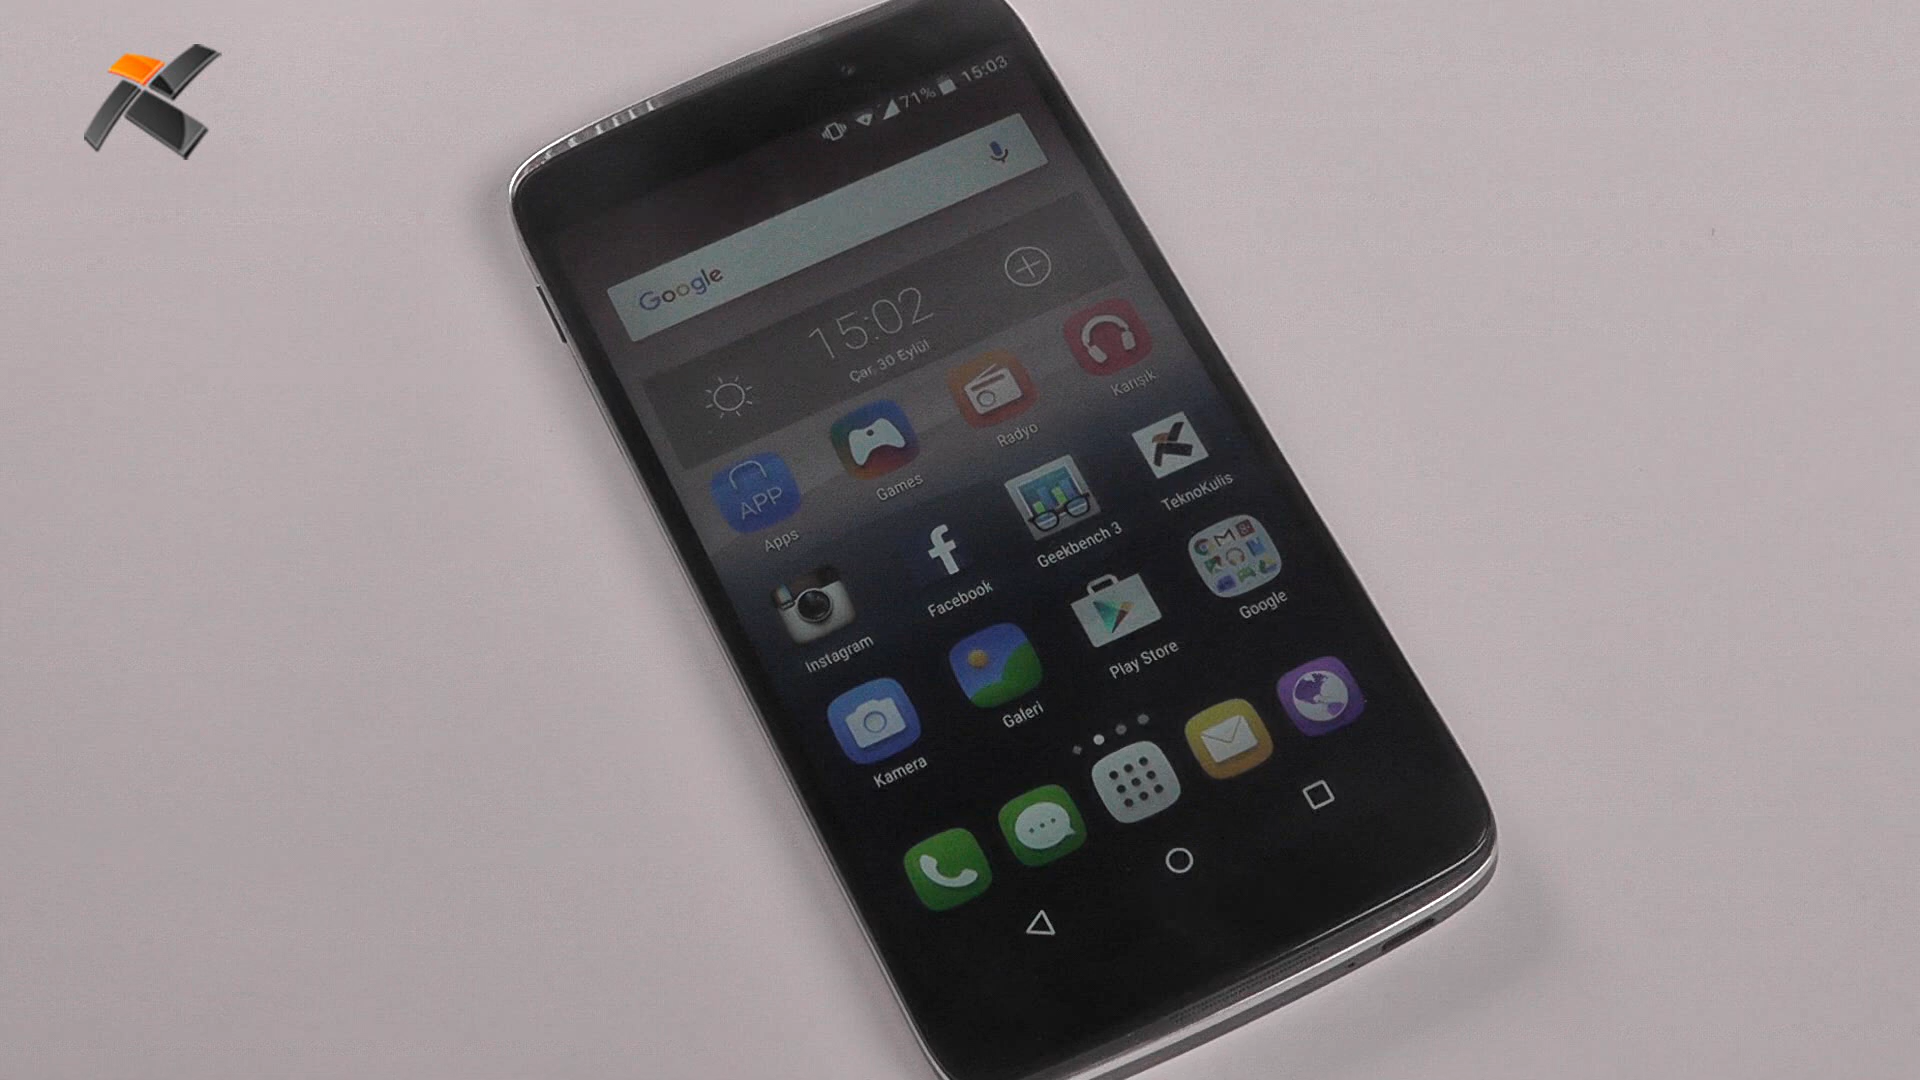 71% 15:03
Google
15:02
Çar, 30 Eylül
APP
Apps
Games
Radyo
Karışık
Instagram
Facebook
Geekbench 3
TeknoKulis
Kamera
Galeri
Play Store
Google